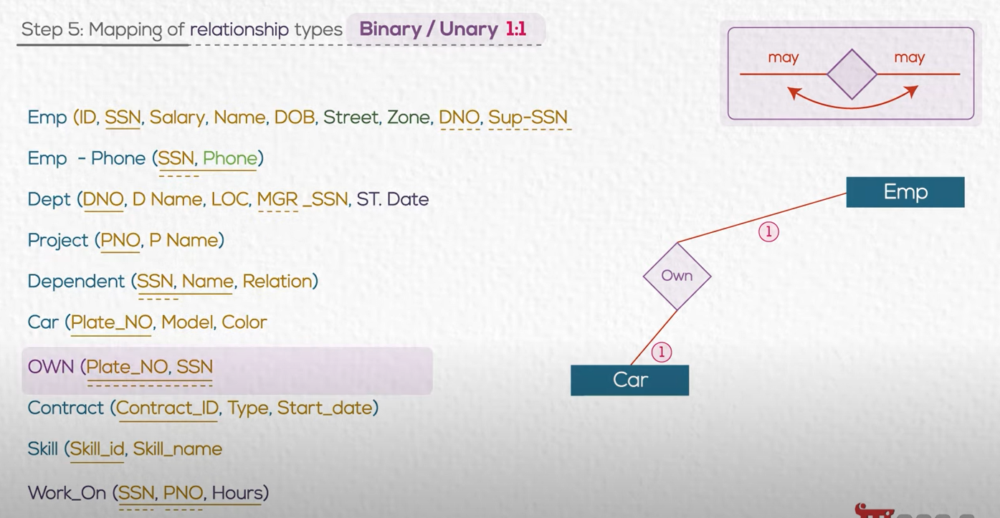 Step 5: Mapping of relationship types Binary / Unary 1:1
may may
Emp (ID, SSN, Salary, Name, DOB, Street, Zone, DNO, Sup-SSN
Emp - Phone (SSN, Phone)
Dept (DNO, D Name, LOC, MGR _SSN, ST. Date
Project (PNO, P Name)
Dependent (SSN, Name, Relation)
Car (Plate_NO, Model, Color
OWN (Plate_NO, SSN
Contract (Contract_ID, Type, Start_date)
Skill (Skill_id, Skill_name
Work_On (SSN, PNO, Hours)
Emp
1
Own
1
Car